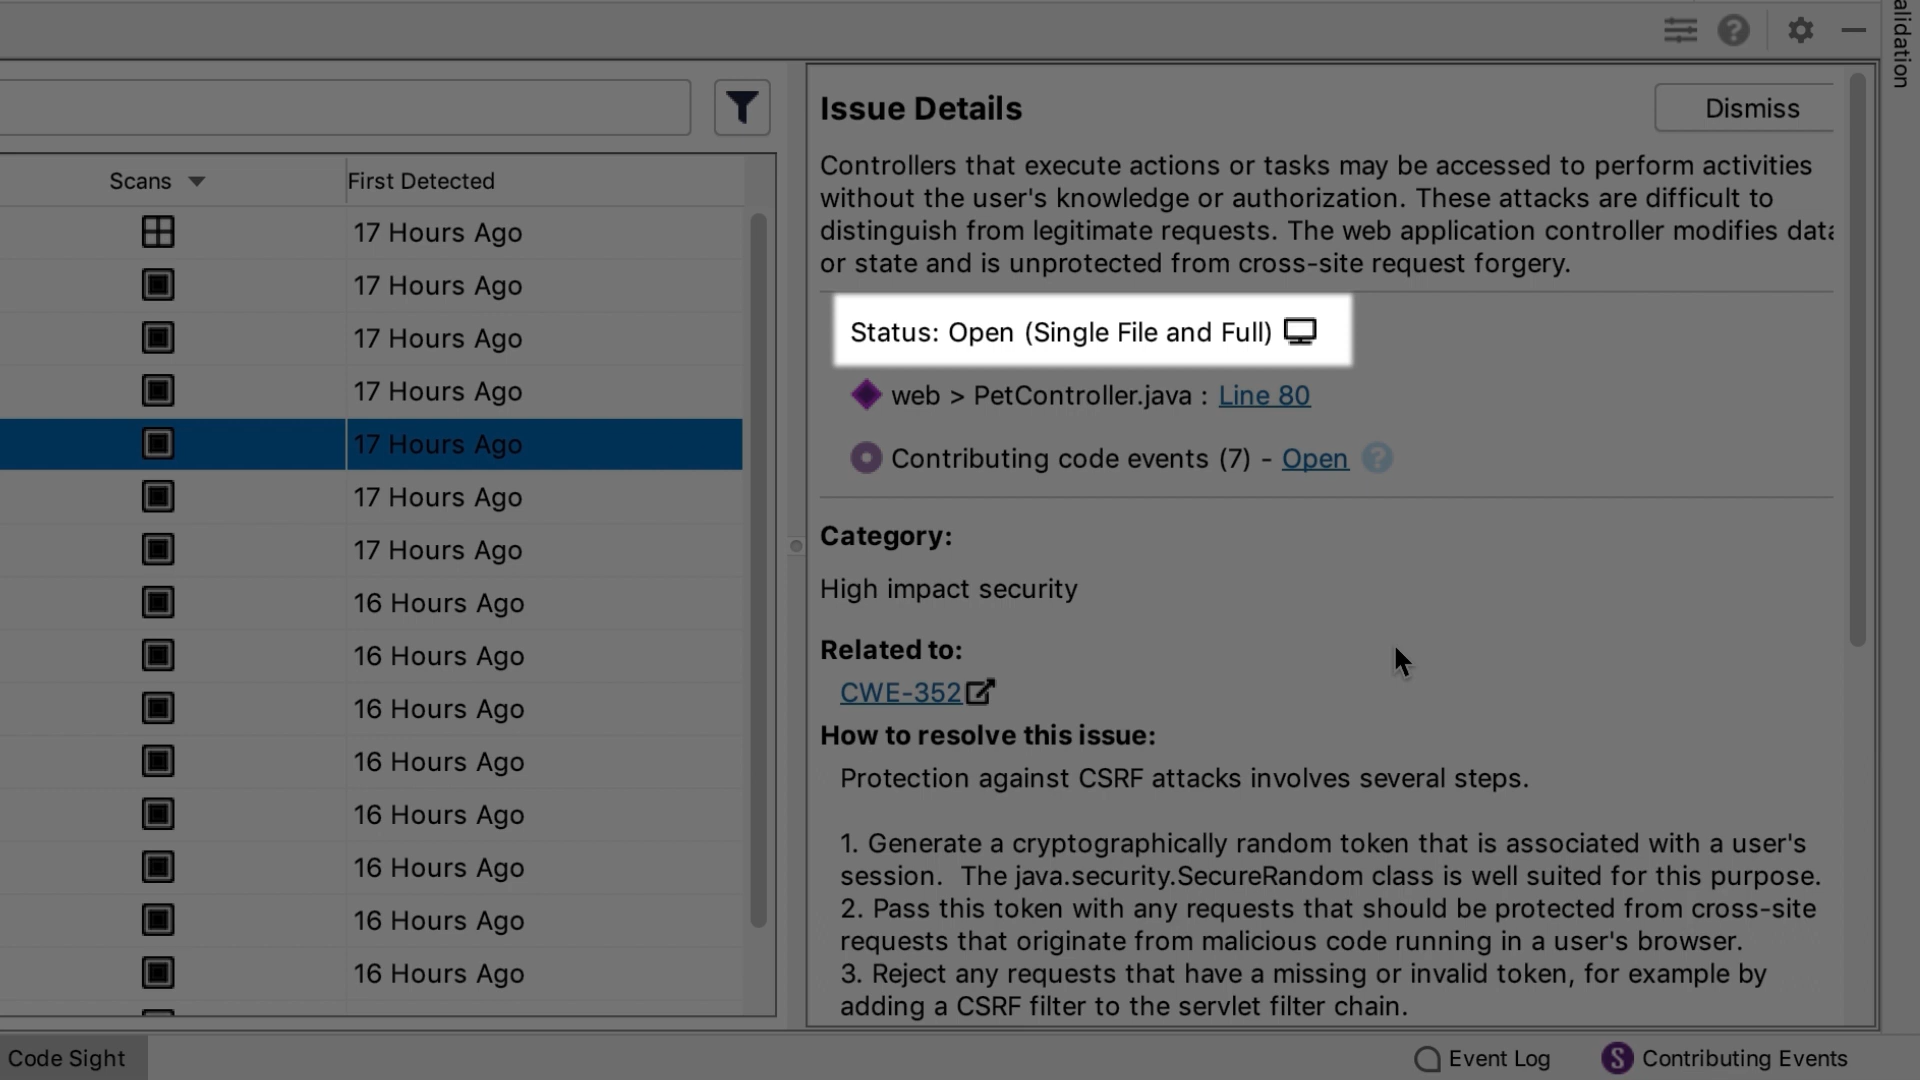 alidation
Scans
First Detected
17 Hours Ago
17 Hours Ago
17 Hours Ago
17 Hours Ago
17 Hours Ago
17 Hours Ago
17 Hours Ago
16 Hours Ago
16 Hours Ago
16 Hours Ago
16 Hours Ago
16 Hours Ago
16 Hours Ago
16 Hours Ago
16 Hours Ago
Issue Details
Dismiss
Controllers that execute actions or tasks may be accessed to perform activities
without the user's knowledge or authorization. These attacks are difficult to
distinguish from legitimate requests. The web application controller modifies data
or state and is unprotected from cross-site request forgery.
Status: Open (Single File and Full)
web > PetController.java : Line 80
Contributing code events (7) - Open ?
Category:
High impact security
Related to:
CWE-352
How to resolve this issue:
Protection against CSRF attacks involves several steps.
1. Generate a cryptographically random token that is associated with a user's
session. The java.security.SecureRandom class is well suited for this purpose.
2. Pass this token with any requests that should be protected from cross-site
requests that originate from malicious code running in a user's browser.
3. Reject any requests that have a missing or invalid token, for example by
adding a CSRF filter to the servlet filter chain.
Code Sight
Event Log
S Contributing Events